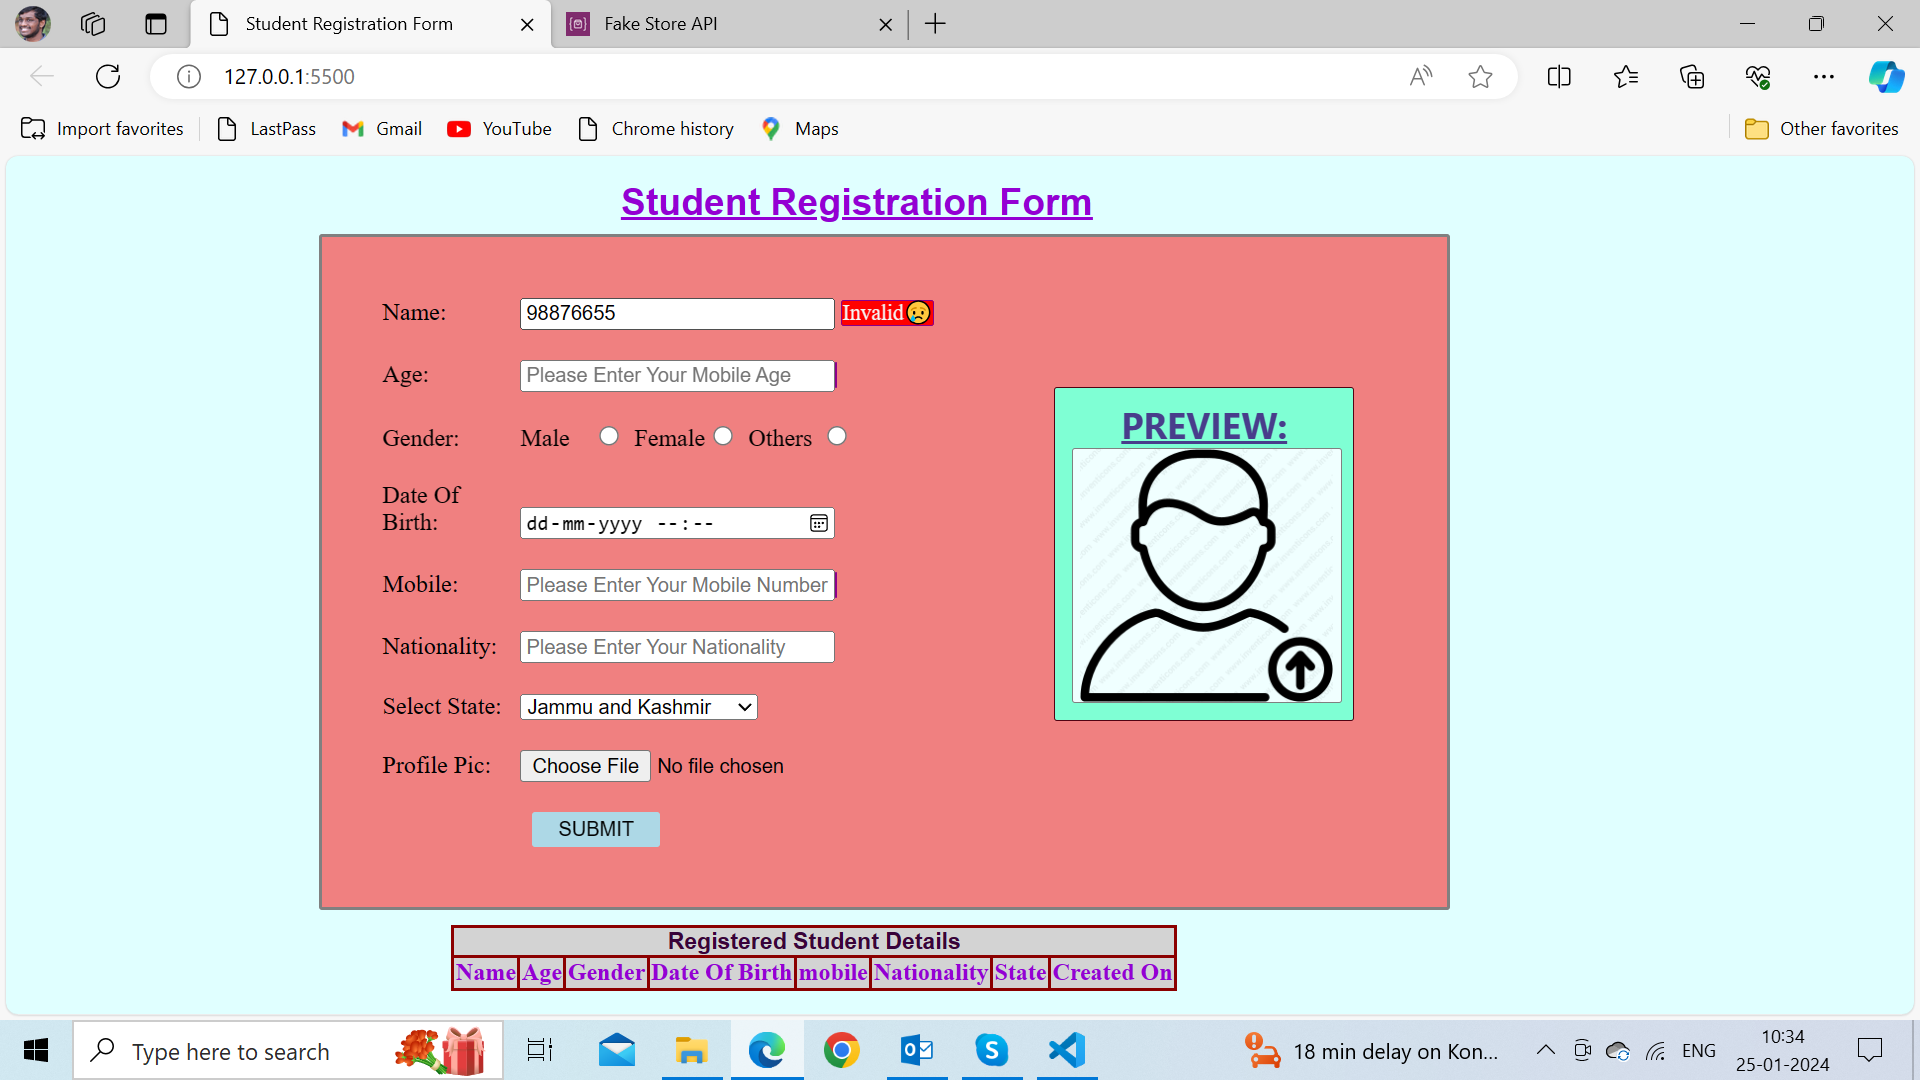 Student Registration Form
Fake Store API
127.0.0.1:5500
Import favorites LastPass Gmail YouTube Chrome history Maps Other favorites
Student Registration Form
Name: 98876655 Invalid😥
Age: Please Enter Your Mobile Age
Gender: Male Female Others
Date Of
Birth: dd-mm-yyyy --:--
Mobile: Please Enter Your Mobile Number
Nationality: Please Enter Your Nationality
Select State: Jammu and Kashmir
Profile Pic: Choose File No file chosen
SUBMIT
PREVIEW:
Registered Student Details
Name Age Gender Date Of Birth mobile Nationality State Created On
Type here to search
18 min delay on Kon...
ENG
10:34
25-01-2024